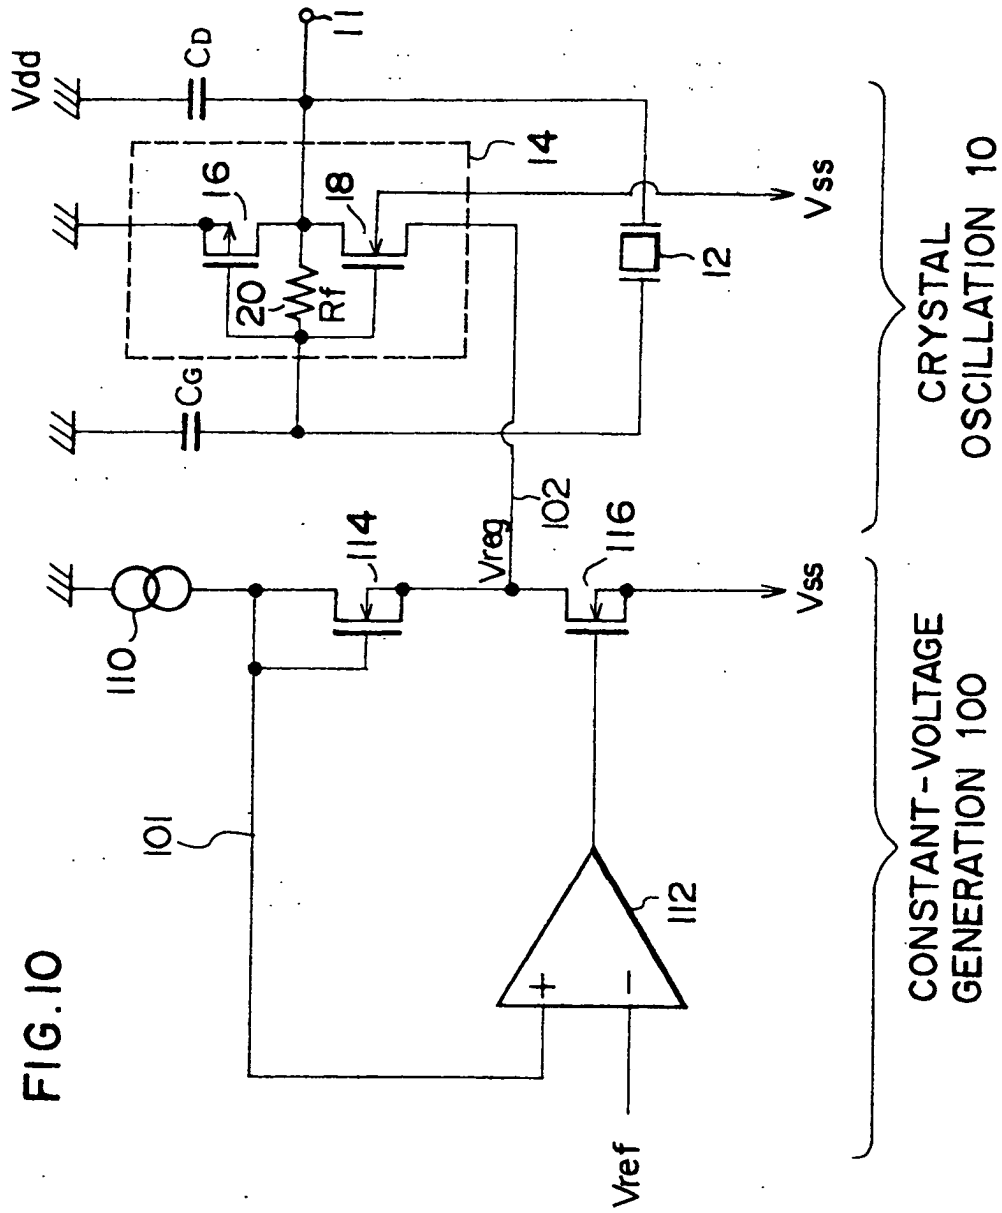 FIG.10
Vdd
CG
CD
11
14
16
18
20
Rf
12
Vss
110
114
101
Vreg
102
116
Vss
112
+
−
Vref
CONSTANT-VOLTAGE
GENERATION 100
CRYSTAL
OSCILLATION 10